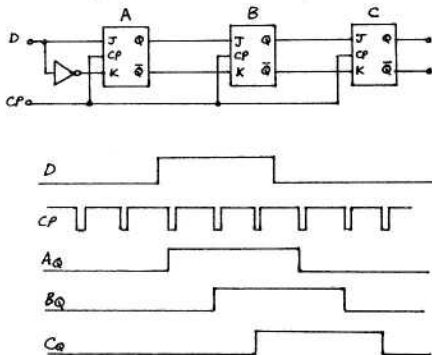 A B C
D J Q J Q J Q
CP CP CP
K Q̄ K Q̄ K Q̄
CP
D
CP
AQ
BQ
CQ